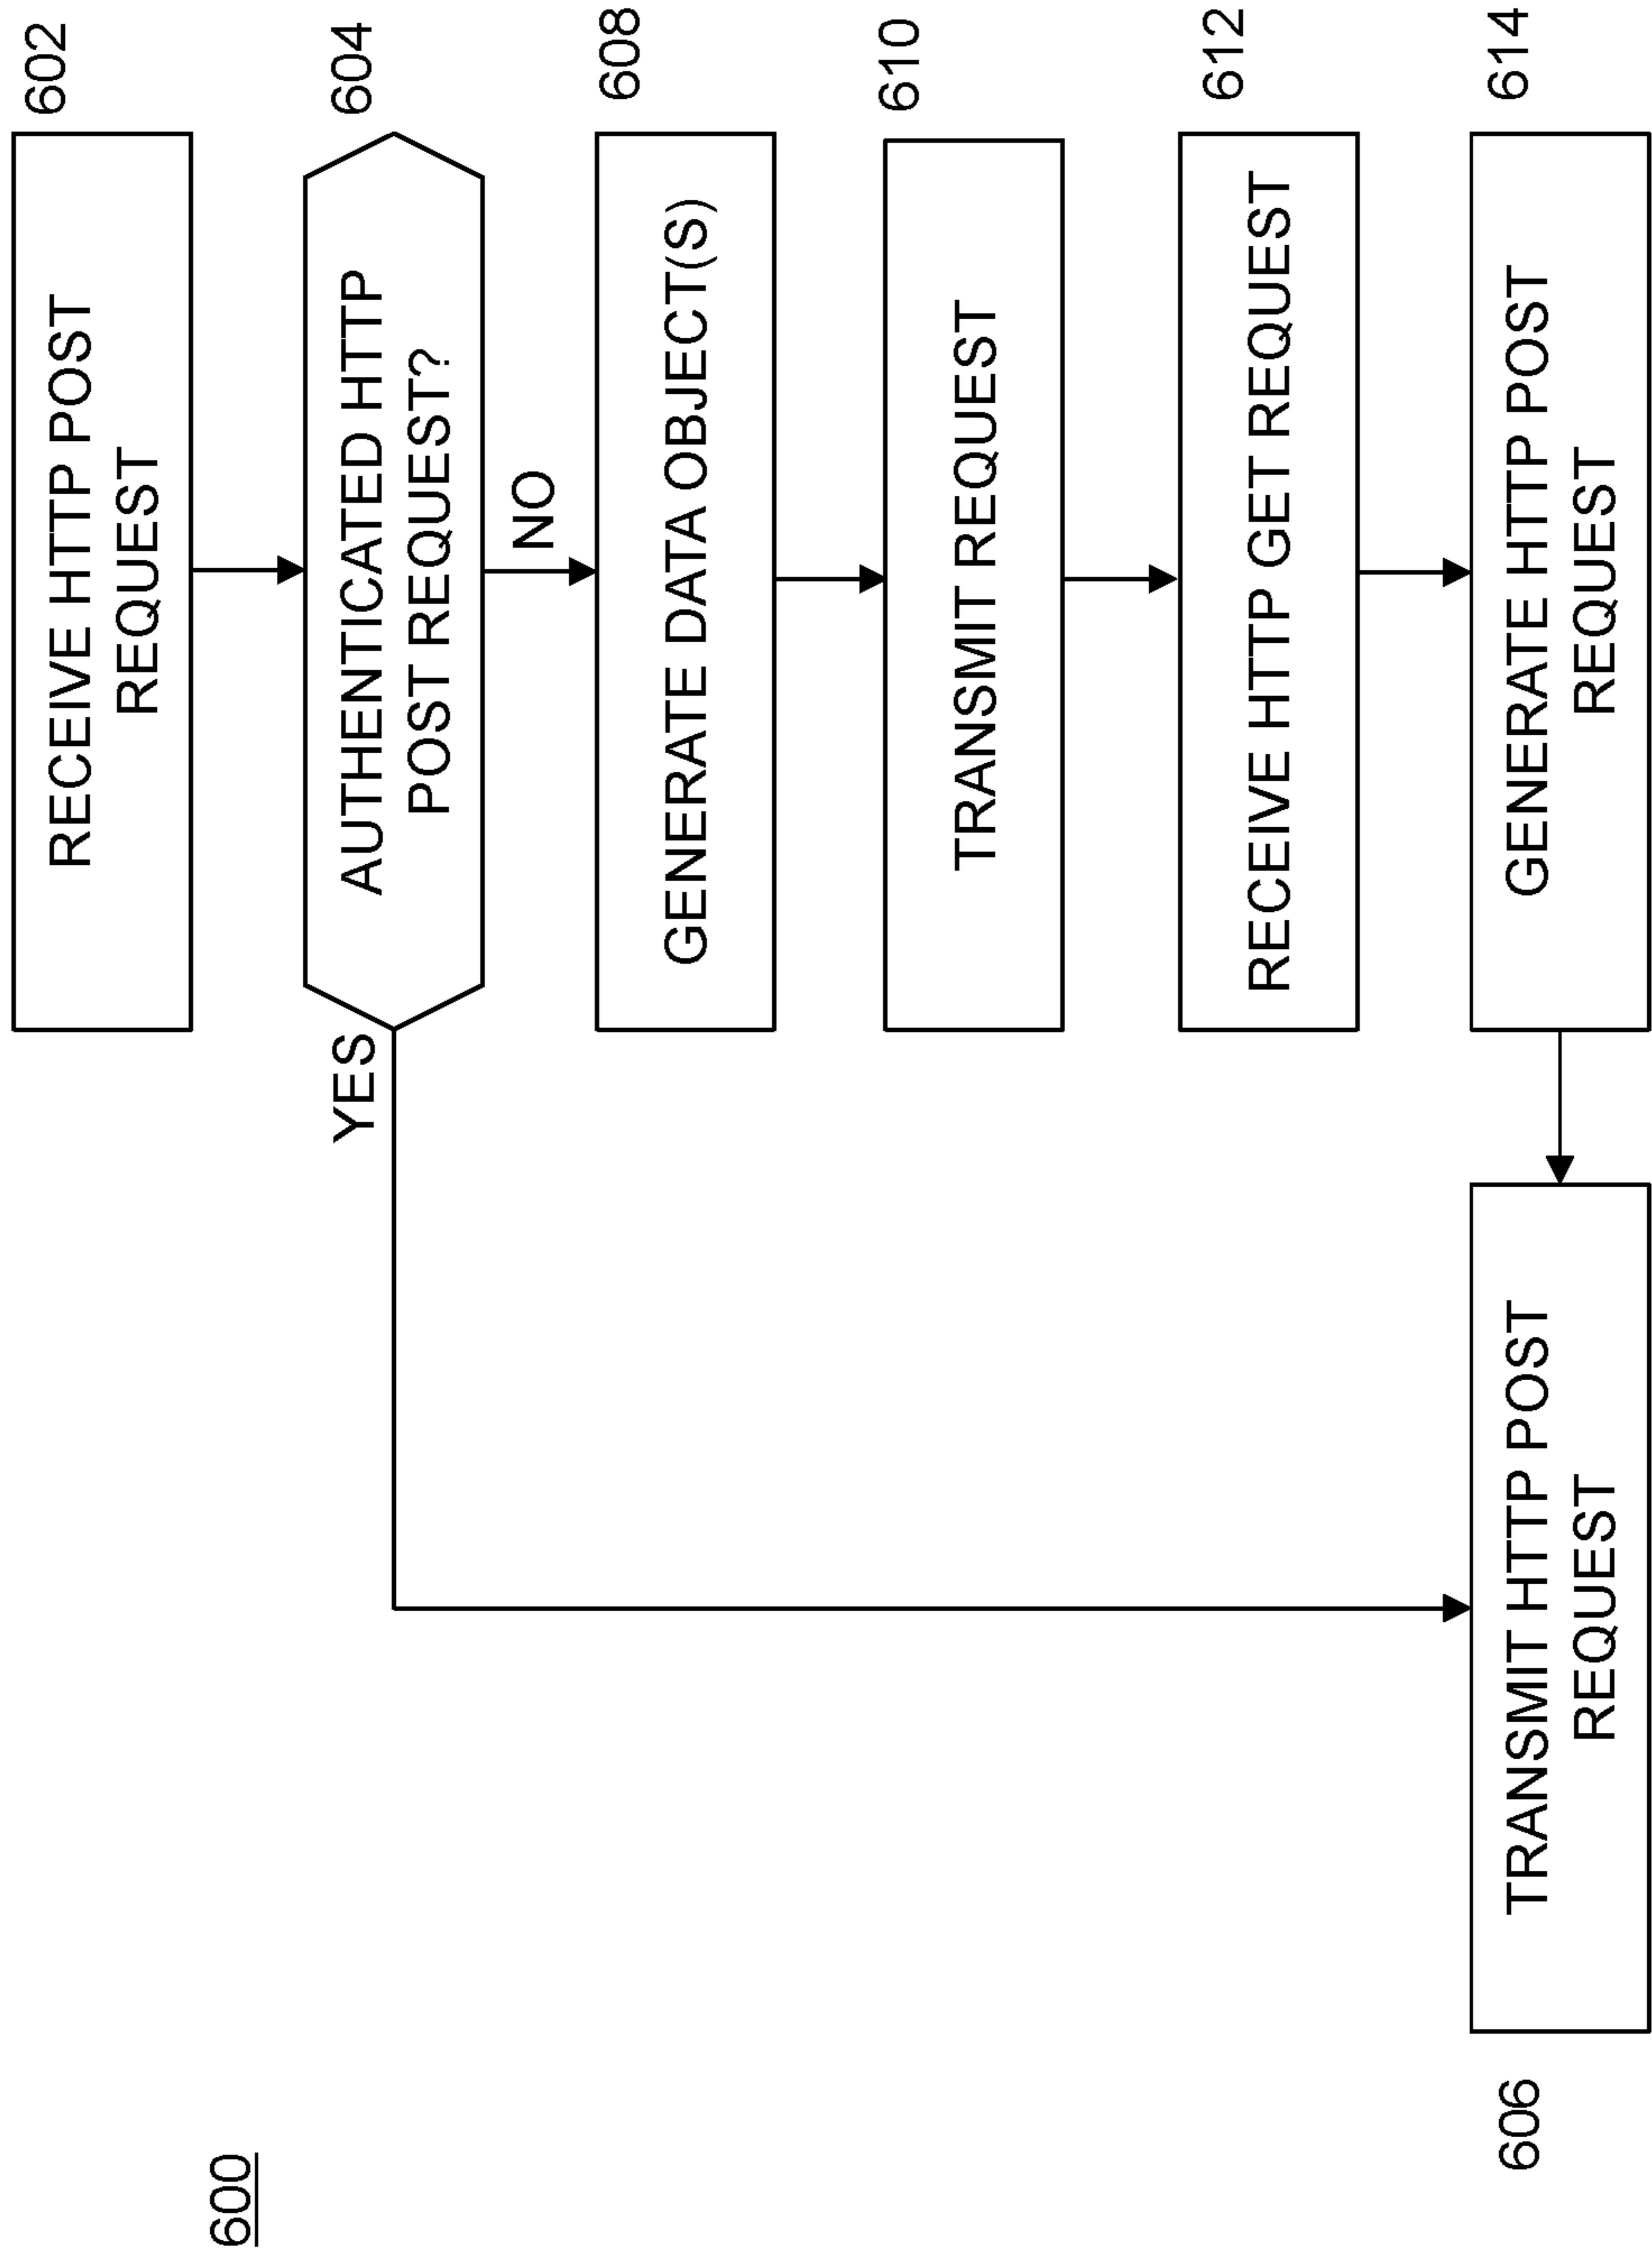 600
RECEIVE HTTP POST
REQUEST
602
AUTHENTICATED HTTP
POST REQUEST?
604
YES
NO
GENERATE DATA OBJECT(S)
608
TRANSMIT REQUEST
610
RECEIVE HTTP GET REQUEST
612
GENERATE HTTP POST
REQUEST
614
606
TRANSMIT HTTP POST
REQUEST